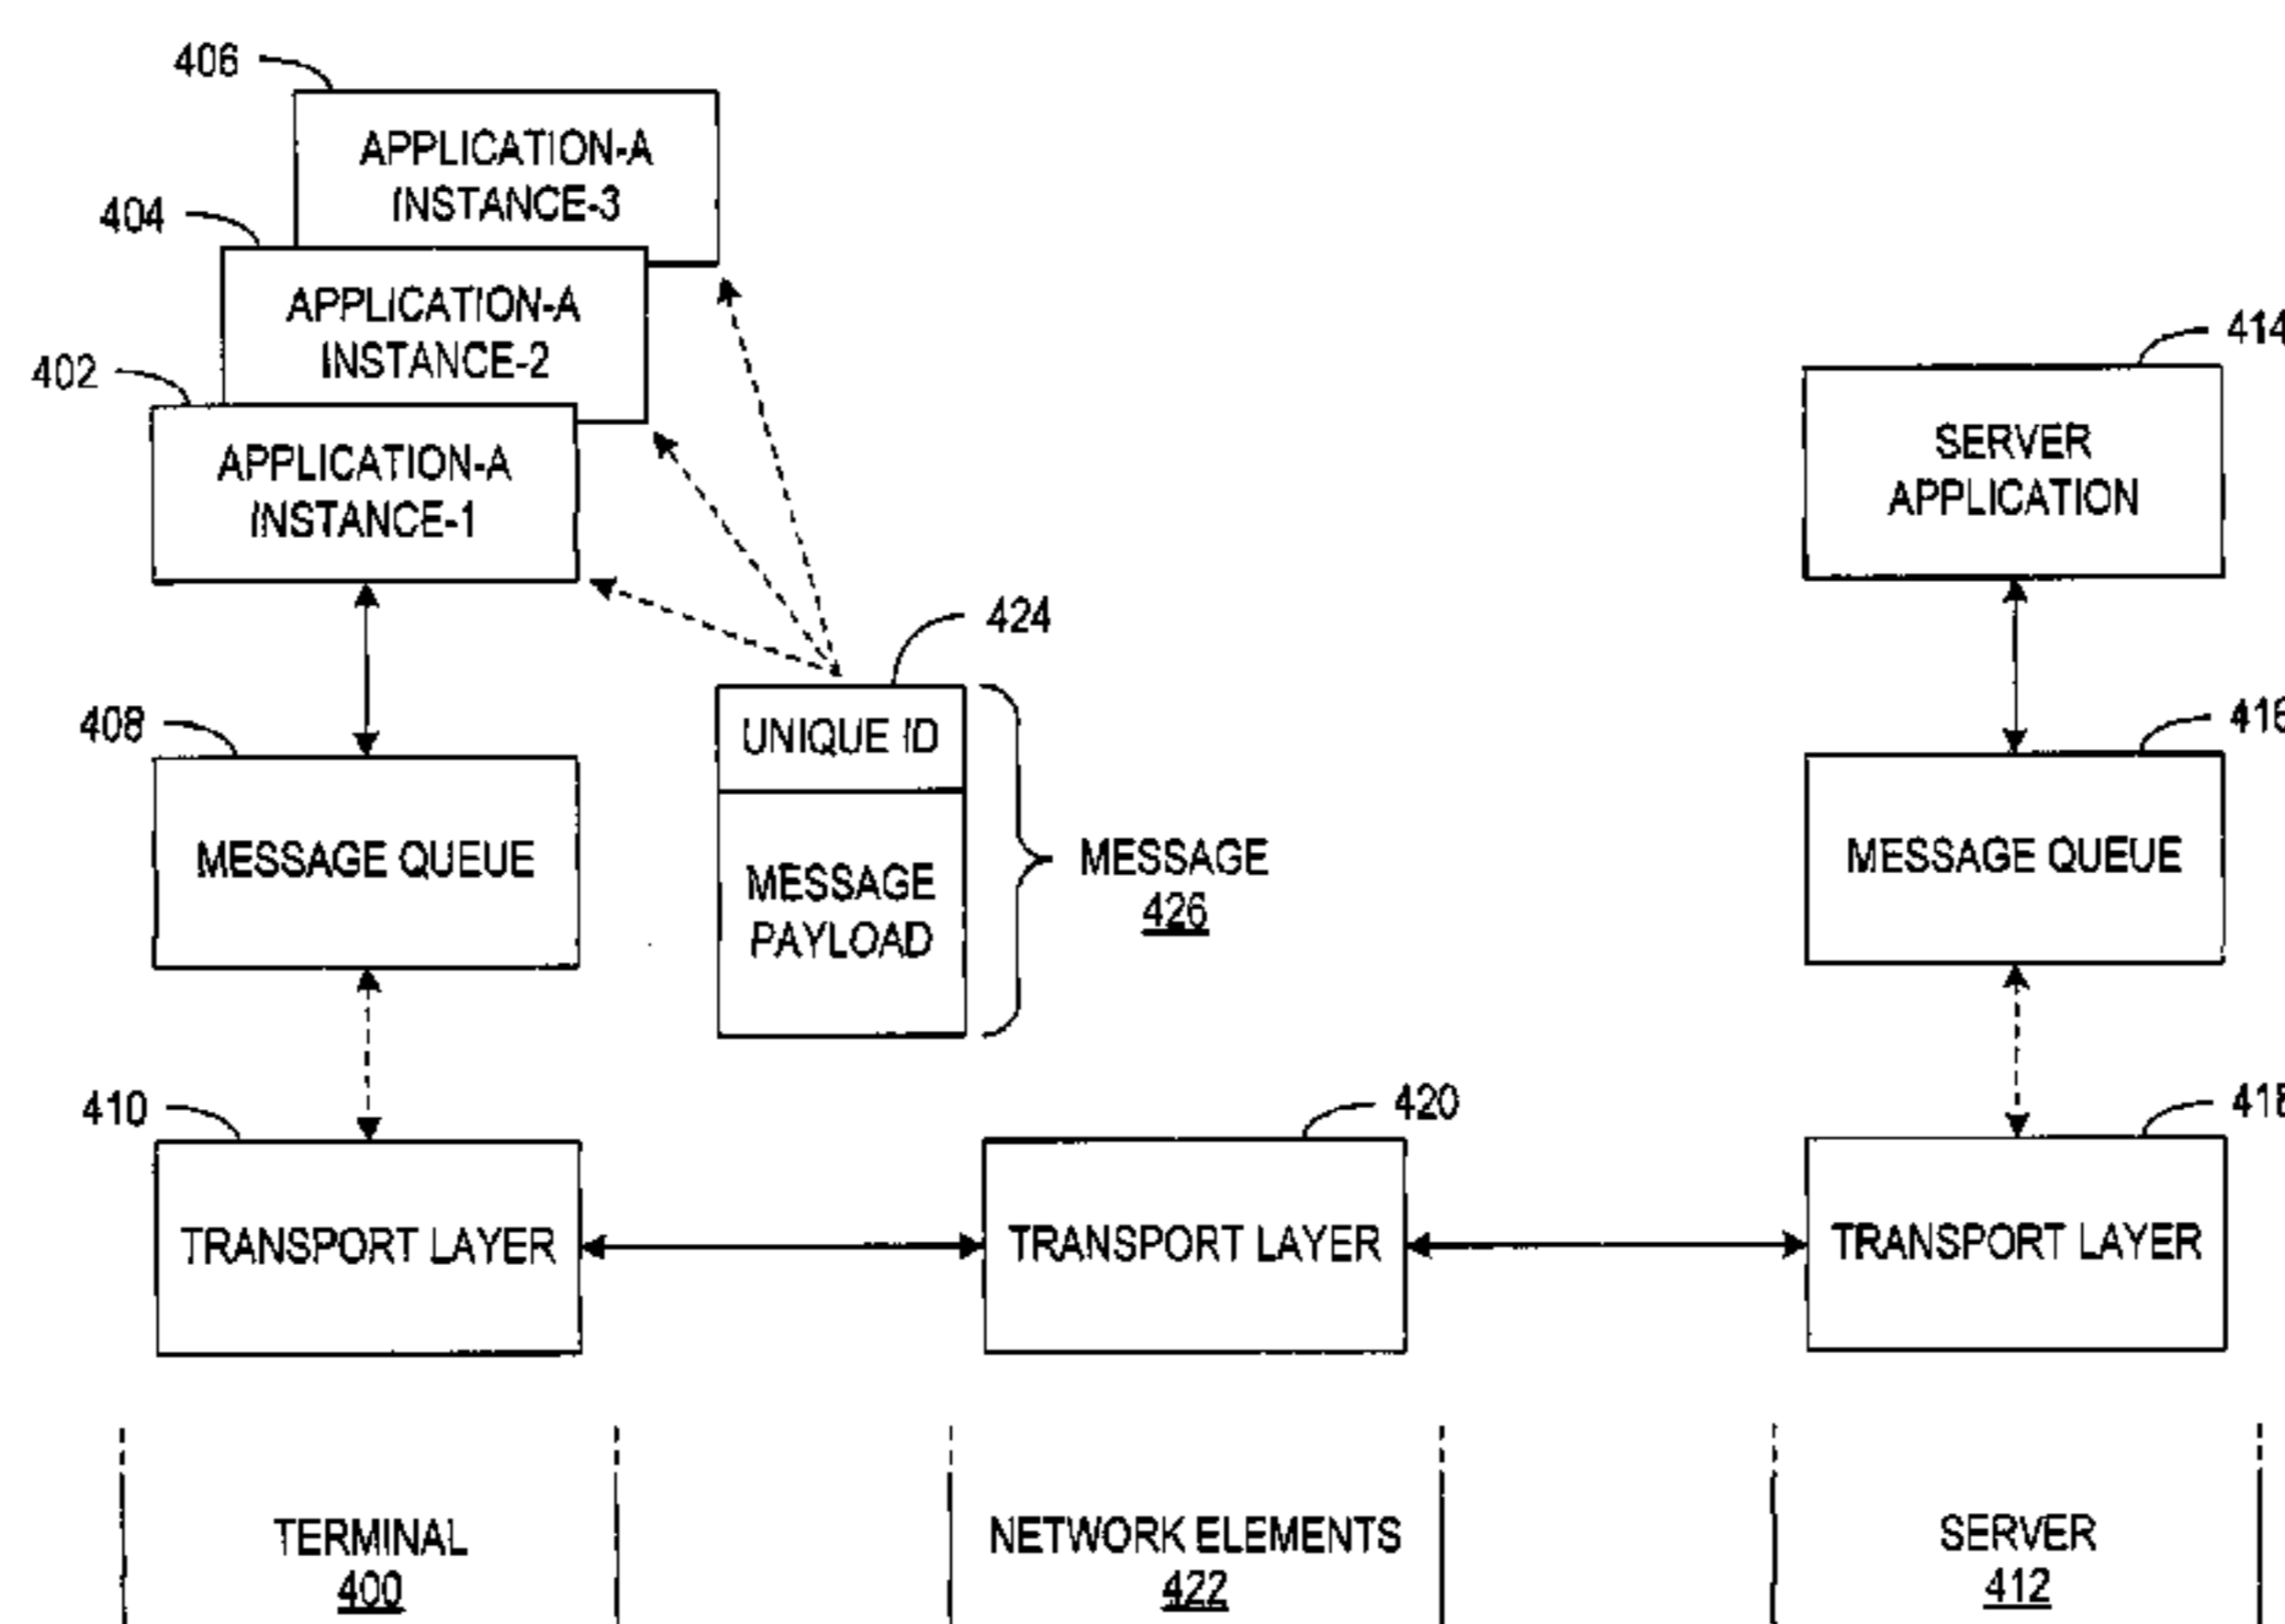 406
APPLICATION-A
INSTANCE-3
404
APPLICATION-A
INSTANCE-2
402
APPLICATION-A
INSTANCE-1
414
SERVER
APPLICATION
424
408
UNIQUE ID
MESSAGE
PAYLOAD
MESSAGE
426
MESSAGE QUEUE
416
MESSAGE QUEUE
410
TRANSPORT LAYER
420
TRANSPORT LAYER
TRANSPORT LAYER
TERMINAL
400
NETWORK ELEMENTS
422
SERVER
412